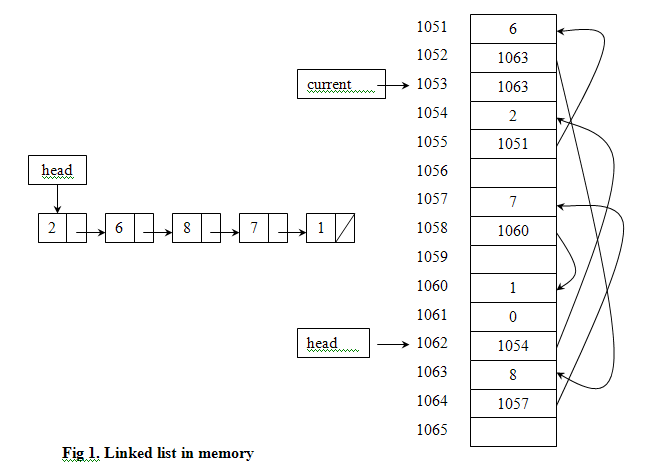 1051 6
1052 1063
current 1053 1063
1054 2
1055 1051
1056
head
1057 7
2 6 8 7 1 1058 1060
1059
1060 1
1061 0
head 1062 1054
1063 8
1064 1057
1065
Fig 1. Linked list in memory